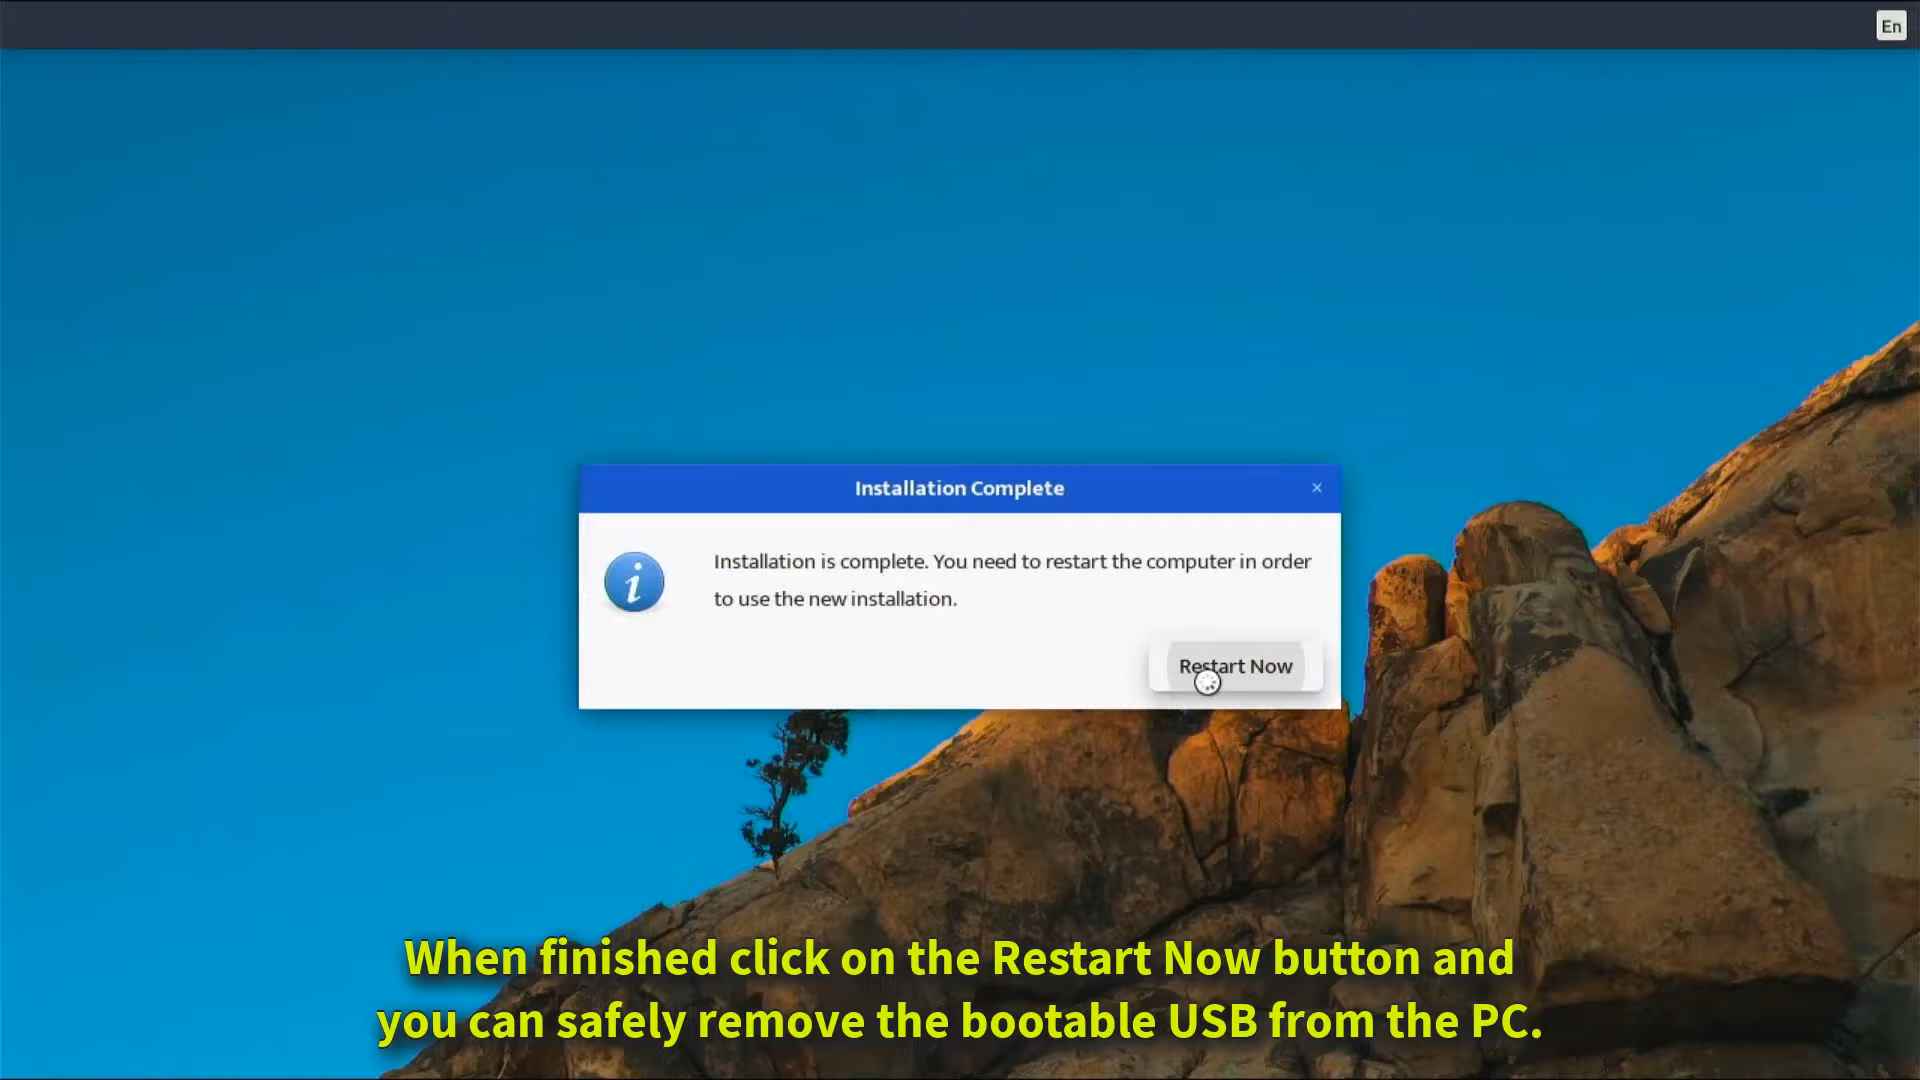 En
Installation Complete
Installation is complete. You need to restart the computer in order
to use the new installation.
Restart Now
When finished click on the Restart Now button and
you can safely remove the bootable USB from the PC.